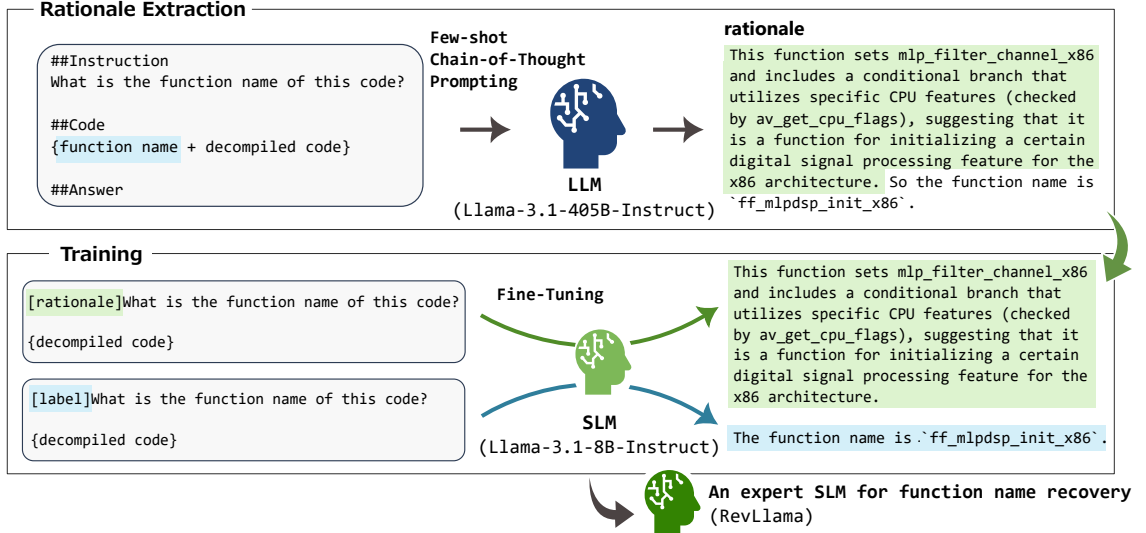 Rationale Extraction
##Instruction
What is the function name of this code?
##Code
{function name + decompiled code}
##Answer
Few-shot
Chain-of-Thought
Prompting
LLM
(Llama-3.1-405B-Instruct)
rationale
This function sets mlp_filter_channel_x86
and includes a conditional branch that
utilizes specific CPU features (checked
by av_get_cpu_flags), suggesting that it
is a function for initializing a certain
digital signal processing feature for the
x86 architecture. So the function name is
`ff_mlpdsp_init_x86`.
Training
[rationale]What is the function name of this code?
{decompiled code}
[label]What is the function name of this code?
{decompiled code}
Fine-Tuning
SLM
(Llama-3.1-8B-Instruct)
This function sets mlp_filter_channel_x86
and includes a conditional branch that
utilizes specific CPU features (checked
by av_get_cpu_flags), suggesting that it
is a function for initializing a certain
digital signal processing feature for the
x86 architecture.
The function name is `ff_mlpdsp_init_x86`.
An expert SLM for function name recovery
(RevLlama)